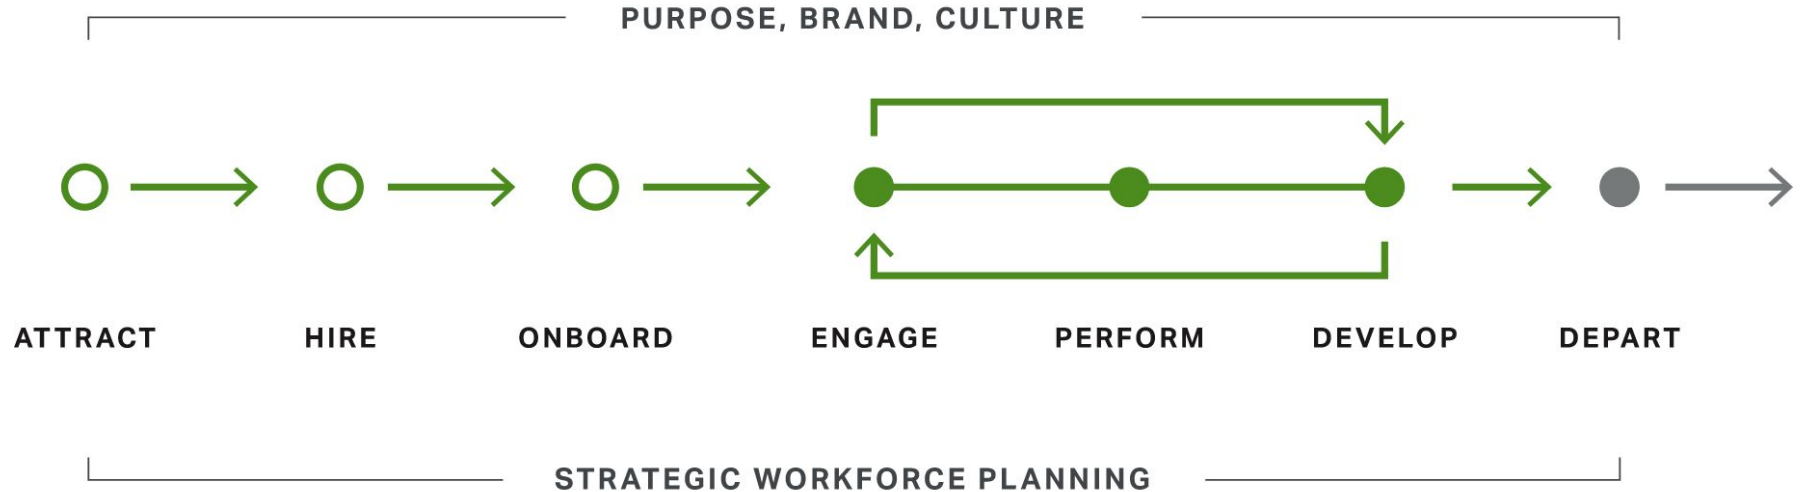 PURPOSE, BRAND, CULTURE
ATTRACT HIRE ONBOARD ENGAGE PERFORM DEVELOP DEPART
STRATEGIC WORKFORCE PLANNING